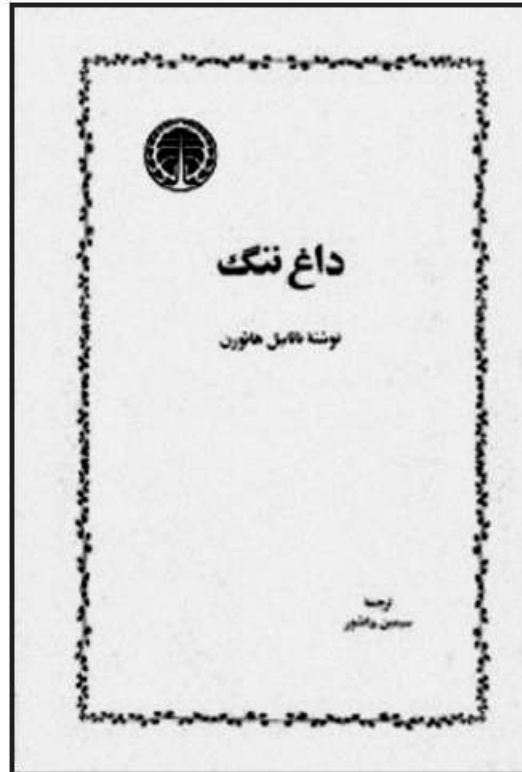 داغ ننگ
نوشتهٔ ناتانیل هاثورن
ترجمهٔ
سیمین دانشور